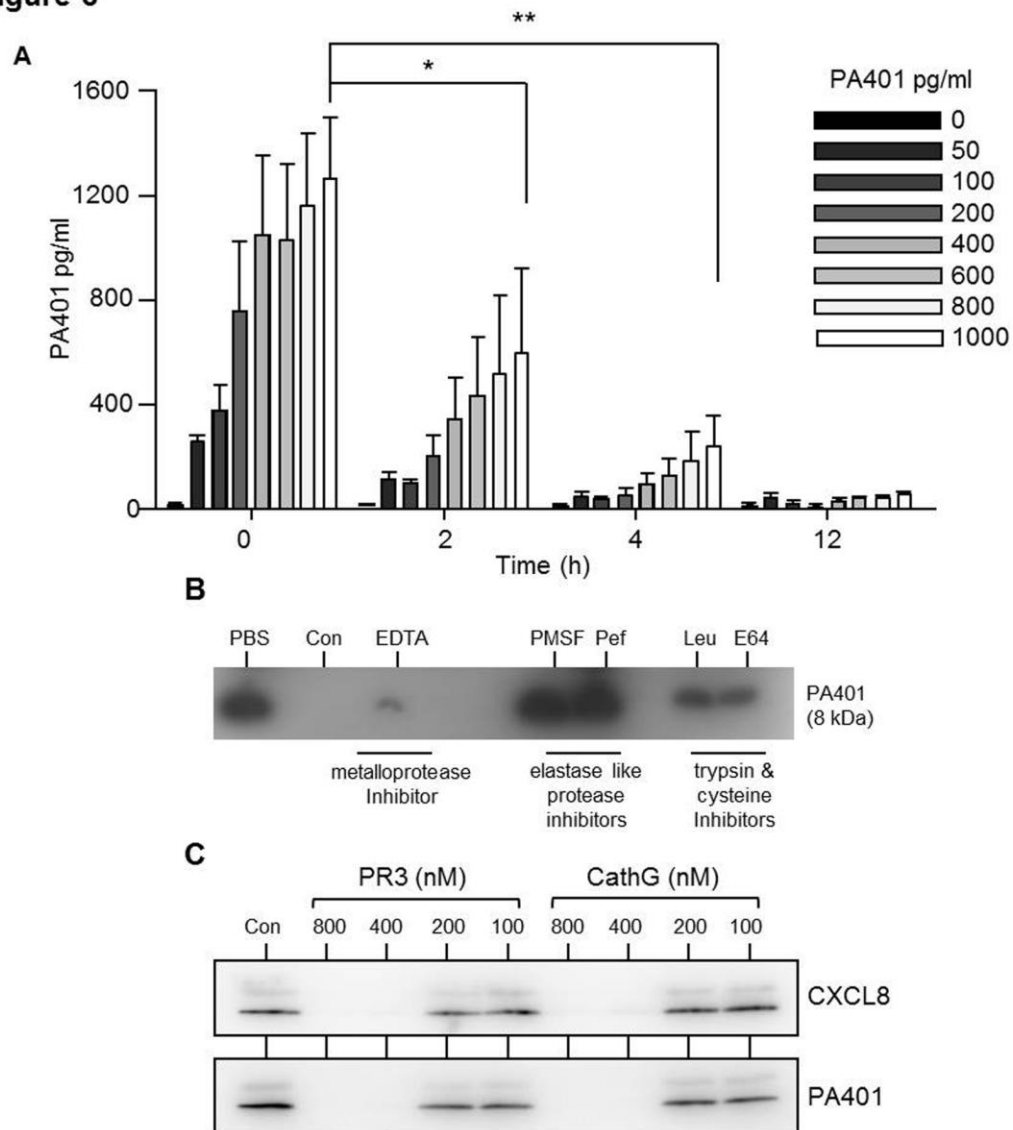 A
**
*
PA401 pg/ml
1600
1200
800
400
0
0
2
4
12
Time (h)
PA401 pg/ml
0
50
100
200
400
600
800
1000
B
PBS Con EDTA PMSF Pef Leu E64
PA401
(8 kDa)
metalloprotease
Inhibitor
elastase like
protease
inhibitors
trypsin &
cysteine
Inhibitors
C
PR3 (nM) CathG (nM)
Con 800 400 200 100 800 400 200 100
CXCL8
PA401